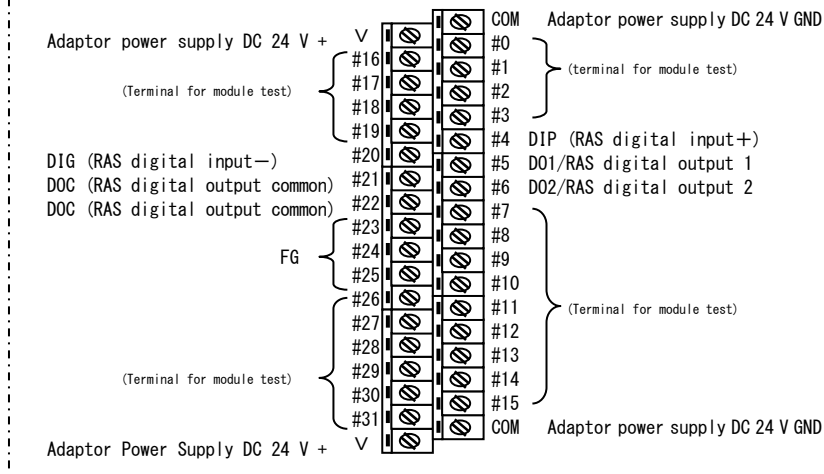 COM Adaptor power supply DC 24 V GND
Adaptor power supply DC 24 V + V #0
#16 #1 (terminal for module test)
#17 #2
(Terminal for module test)
#18 #3
#19 #4 DIP (RAS digital input+)
DIG (RAS digital input−) #20 #5 DO1/RAS digital output 1
DOC (RAS digital output common) #21 #6 DO2/RAS digital output 2
DOC (RAS digital output common) #22 #7
#23 #8
FG #24 #9
#25 #10
#26 #11 (Terminal for module test)
#27 #12
#28 #13
(Terminal for module test) #29 #14
#30 #15
#31 COM Adaptor power supply DC 24 V GND
Adaptor Power Supply DC 24 V + V